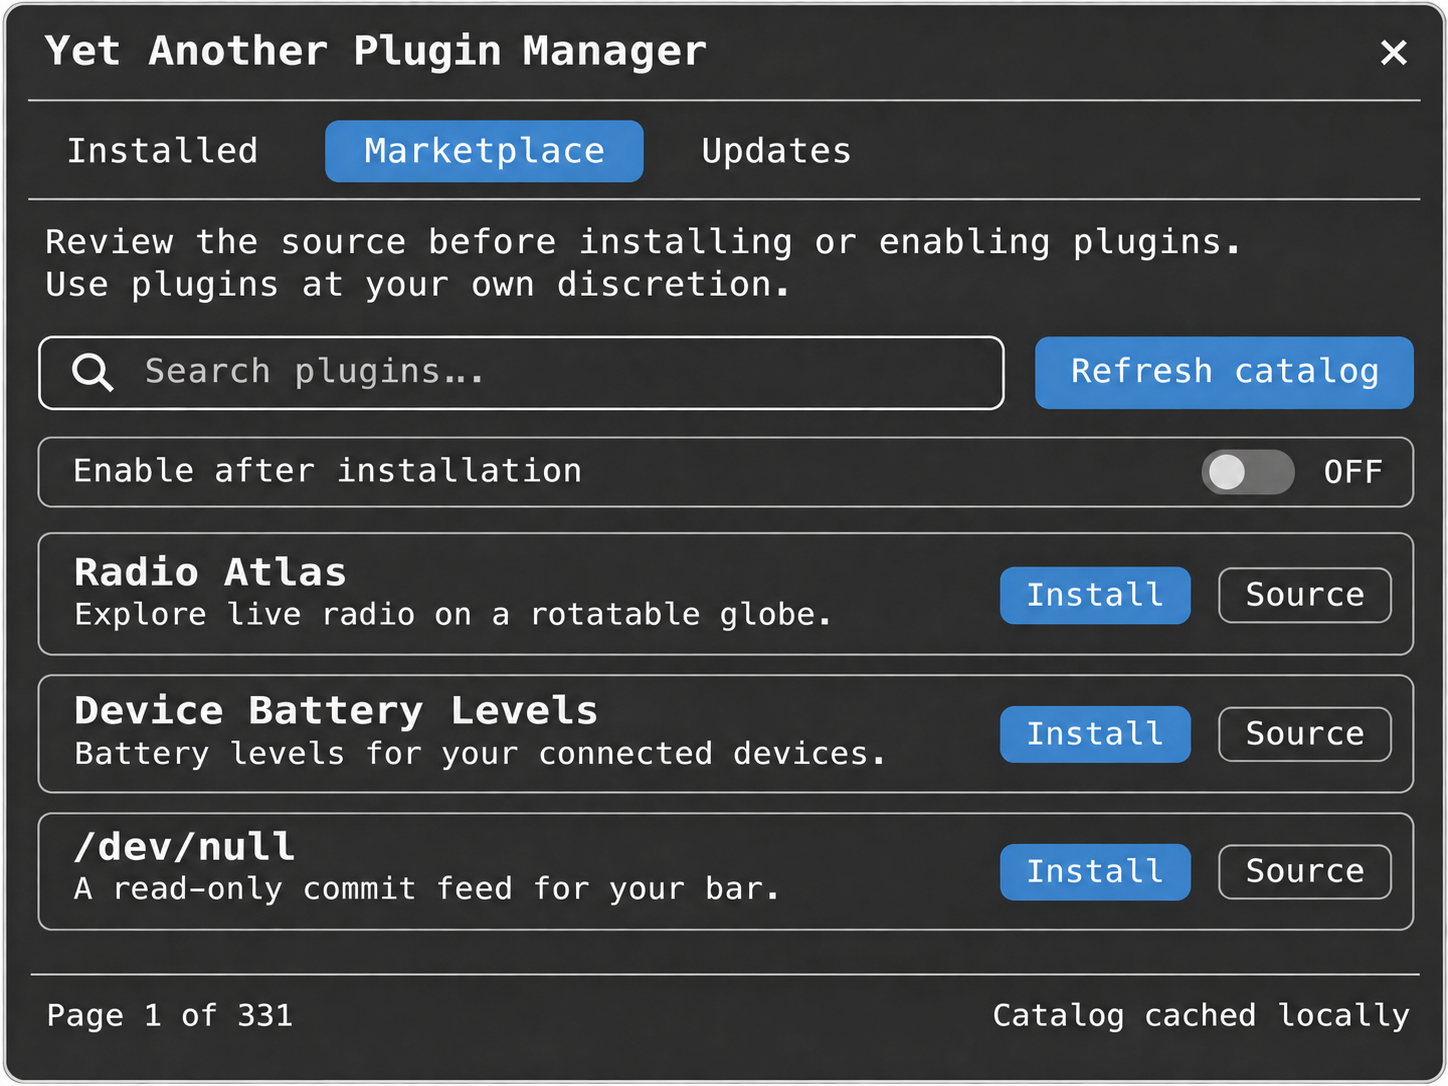 Yet Another Plugin Manager
Installed Marketplace Updates
Review the source before installing or enabling plugins.
Use plugins at your own discretion.
Search plugins... Refresh catalog
Enable after installation OFF
Radio Atlas
Explore live radio on a rotatable globe.
Install Source
Device Battery Levels
Battery levels for your connected devices.
Install Source
/dev/null
A read-only commit feed for your bar.
Install Source
Page 1 of 331 Catalog cached locally